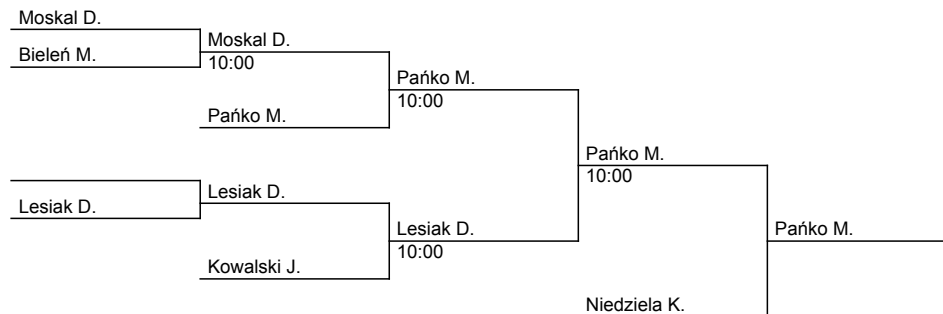 Moskal D.
Bieleń M.
Moskal D.
10:00
Pańko M.
Pańko M.
10:00
Lesiak D.
Lesiak D.
Kowalski J.
Lesiak D.
10:00
Pańko M.
10:00
Niedziela K.
Pańko M.